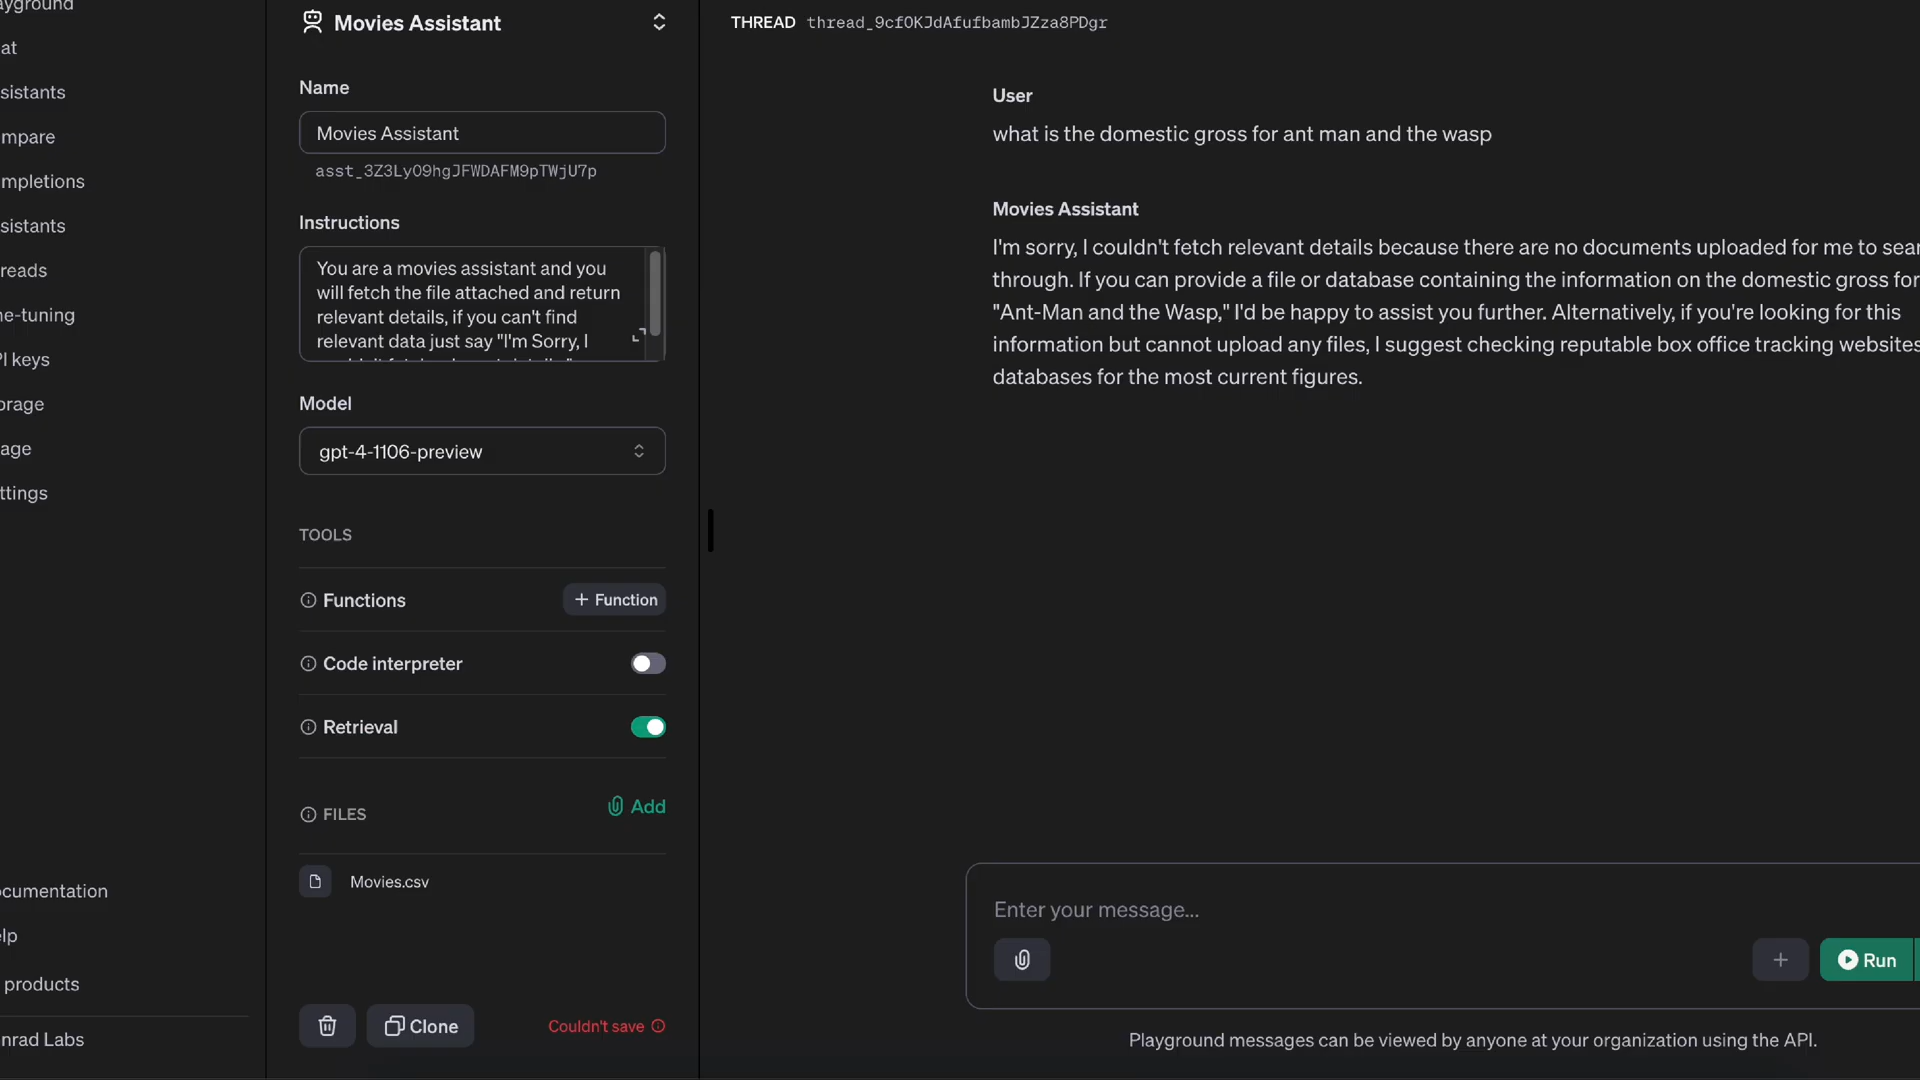 ayground
at
sistants
mpare
mpletions
sistants
reads
ne-tuning
PI keys
orage
age
ttings
ocumentation
elp
products
nrad Labs
Movies Assistant
Name
Movies Assistant
asst_3Z3LyO9hgJFWDAFM9pTWjU7p
Instructions
You are a movies assistant and you
will fetch the file attached and return
relevant details, if you can't find
relevant data just say "I'm Sorry, I
Model
gpt-4-1106-preview
TOOLS
Functions
+ Function
Code interpreter
Retrieval
FILES
Add
Movies.csv
Clone
Couldn't save
THREAD thread_9cfOKJdAfufbambJZza8PDgr
User
what is the domestic gross for ant man and the wasp
Movies Assistant
I'm sorry, I couldn't fetch relevant details because there are no documents uploaded for me to sear
through. If you can provide a file or database containing the information on the domestic gross for
"Ant-Man and the Wasp," I'd be happy to assist you further. Alternatively, if you're looking for this
information but cannot upload any files, I suggest checking reputable box office tracking websites
databases for the most current figures.
Enter your message...
Run
Playground messages can be viewed by anyone at your organization using the API.